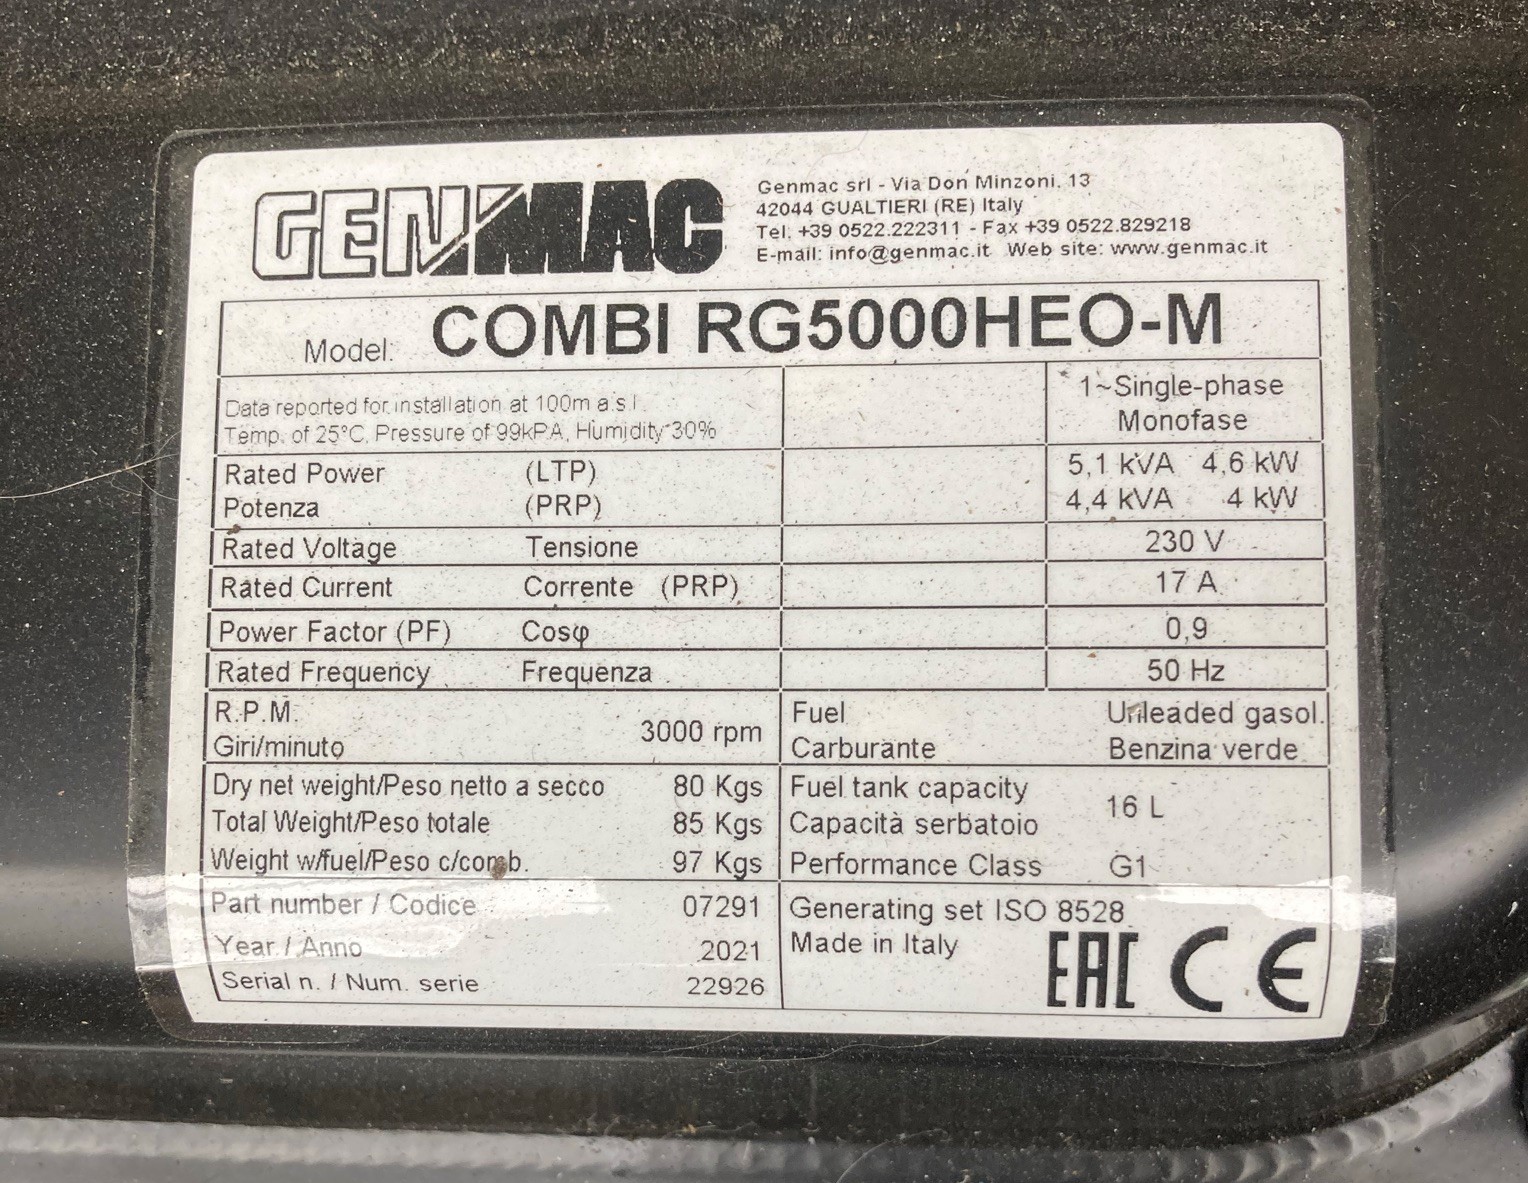 GENMAC
Genmac srl - Via Don Minzoni, 13
42044 GUALTIERI (RE) Italy
Tel: +39 0522.222311 - Fax +39 0522.829218
E-mail: info@genmac.it Web site: www.genmac.it
Model: COMBI RG5000HEO-M
Data reported for installation at 100m a.s.l.
Temp. of 25°C, Pressure of 99kPA, Humidity 30%
1~Single-phase
Monofase
Rated Power (LTP) 5,1 kVA 4,6 kW
Potenza (PRP) 4,4 kVA 4 kW
Rated Voltage Tensione 230 V
Rated Current Corrente (PRP) 17 A
Power Factor (PF) Cosφ 0,9
Rated Frequency Frequenza 50 Hz
R.P.M.
Giri/minuto
3000 rpm
Fuel Unleaded gasol.
Carburante Benzina verde
Dry net weight/Peso netto a secco 80 Kgs
Total Weight/Peso totale 85 Kgs
Weight w/fuel/Peso c/comb. 97 Kgs
Fuel tank capacity
Capacità serbatoio
16 L
Performance Class G1
Part number / Codice 07291
Year / Anno 2021
Serial n. / Num. serie 22926
Generating set ISO 8528
Made in Italy
EAC CE